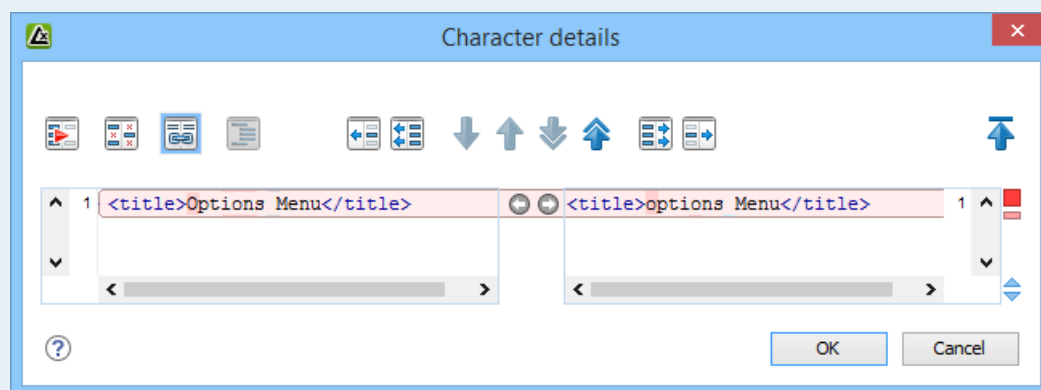 Character details
1 <title>Options Menu</title>
<title>options Menu</title> 1
OK
Cancel